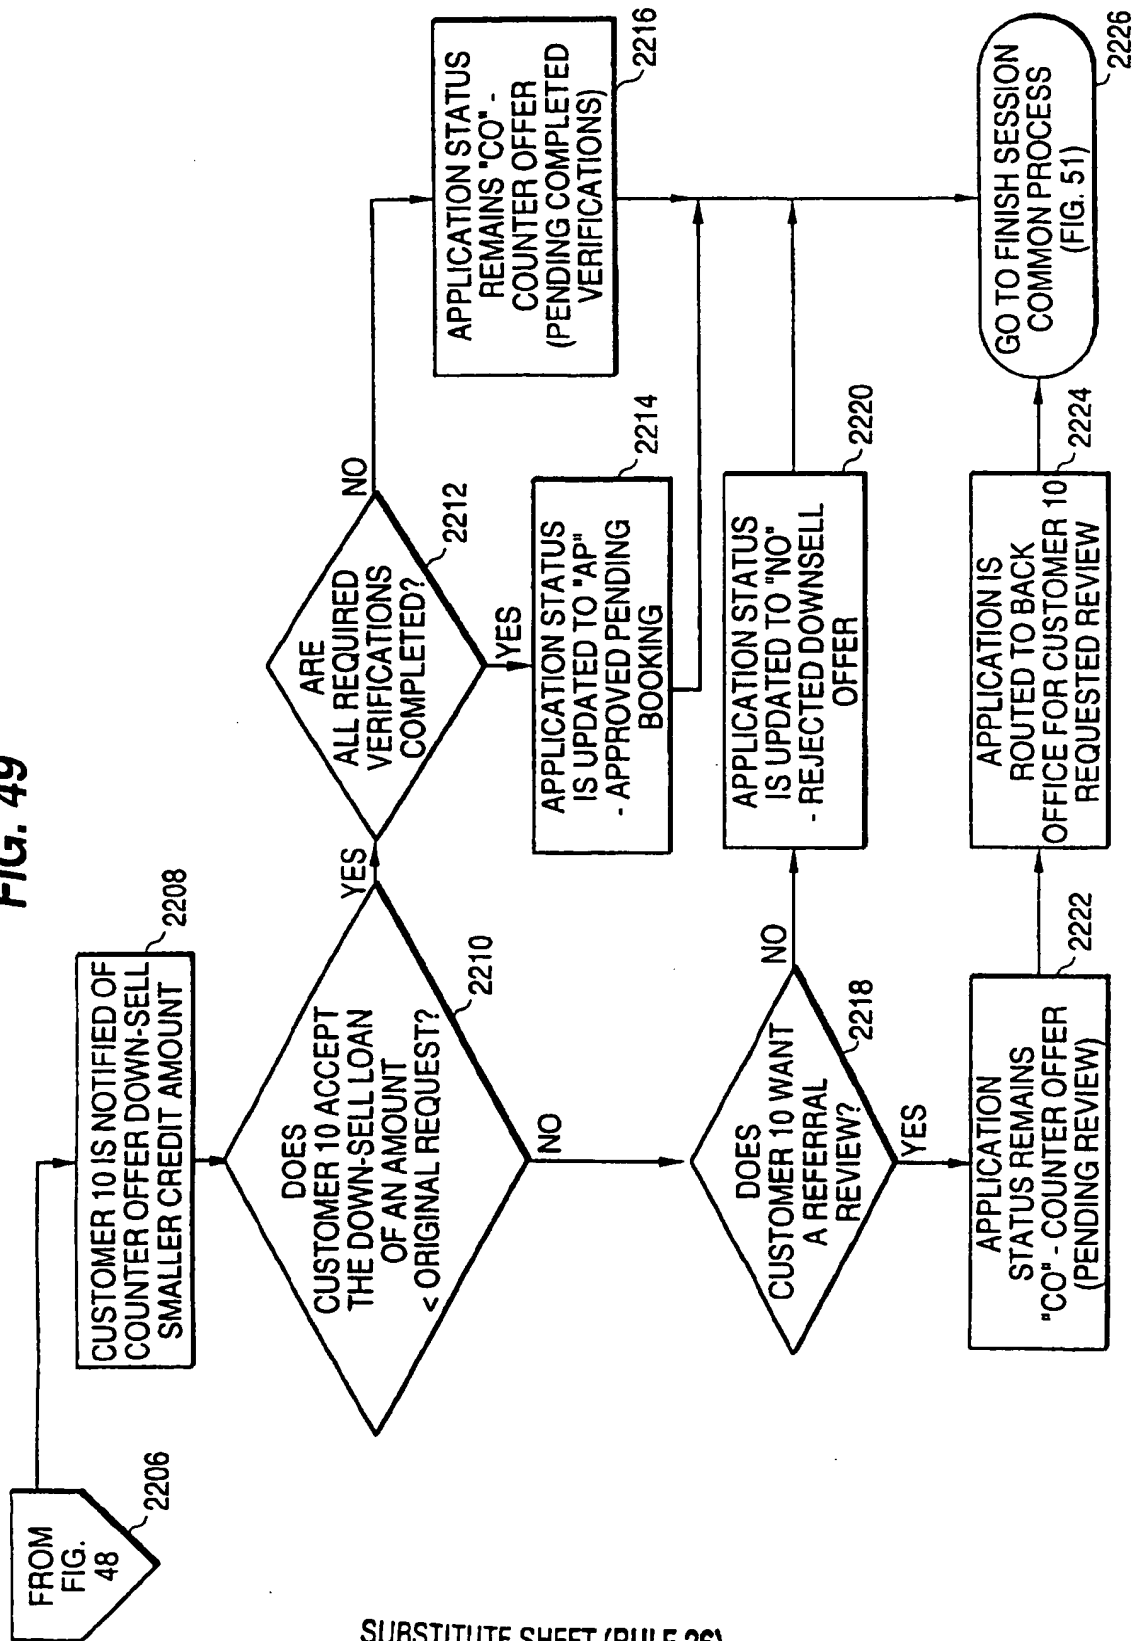 FIG. 49
FROM
FIG.
48
2206
CUSTOMER 10 IS NOTIFIED OF
COUNTER OFFER DOWN-SELL
SMALLER CREDIT AMOUNT
2208
DOES
CUSTOMER 10 ACCEPT
THE DOWN-SELL LOAN
OF AN AMOUNT
< ORIGINAL REQUEST?
2210
YES
NO
ARE
ALL REQUIRED
VERIFICATIONS
COMPLETED?
2212
NO
YES
APPLICATION STATUS
IS UPDATED TO "AP"
- APPROVED PENDING
BOOKING
2214
APPLICATION STATUS
REMAINS "CO" -
COUNTER OFFER
(PENDING COMPLETED
VERIFICATIONS)
2216
DOES
CUSTOMER 10 WANT
A REFERRAL
REVIEW?
2218
NO
YES
APPLICATION STATUS
IS UPDATED TO "NO"
- REJECTED DOWNSELL
OFFER
2220
APPLICATION
STATUS REMAINS
"CO" - COUNTER OFFER
(PENDING REVIEW)
2222
APPLICATION IS
ROUTED TO BACK
OFFICE FOR CUSTOMER 10
REQUESTED REVIEW
2224
GO TO FINISH SESSION
COMMON PROCESS
(FIG. 51)
2226
SUBSTITUTE SHEET (RULE 26)